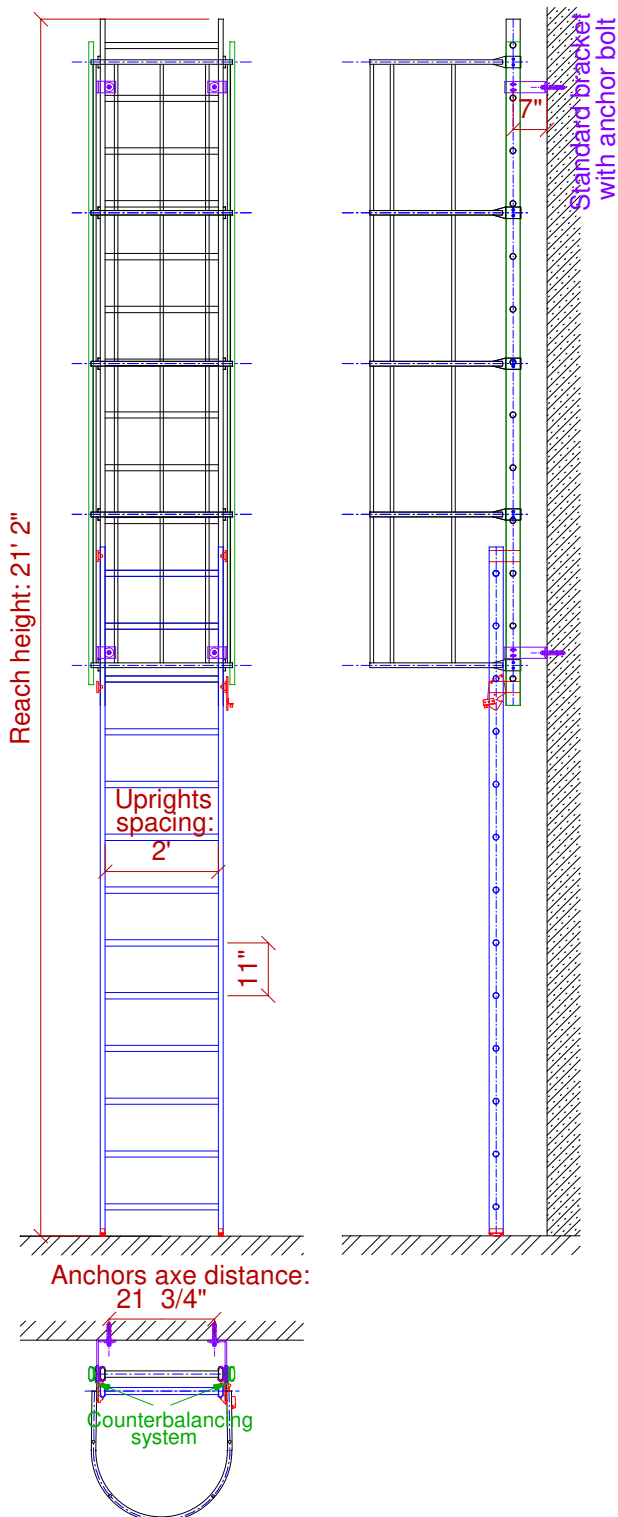 Standard bracket
with anchor bolt
7"
Reach height: 21' 2"
Uprights
spacing:
2'
11"
Anchors axe distance:
21 3/4"
Counterbalancing
system